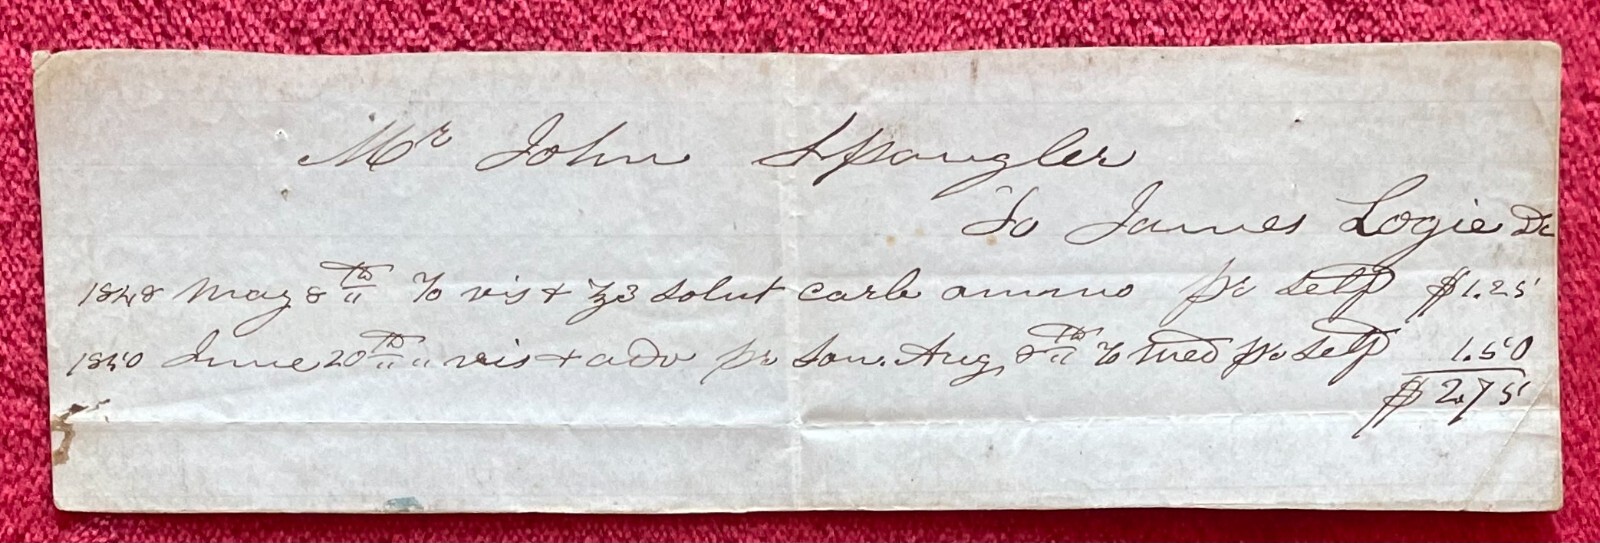 Mr John Spangler
To James Logie Dr
1848 May 8th To vis & ℥3 solut carb ammo pr self $1.25
1850 June 20th " vis & adv pr son. Aug 8th To med pr self 1.50
$2.75